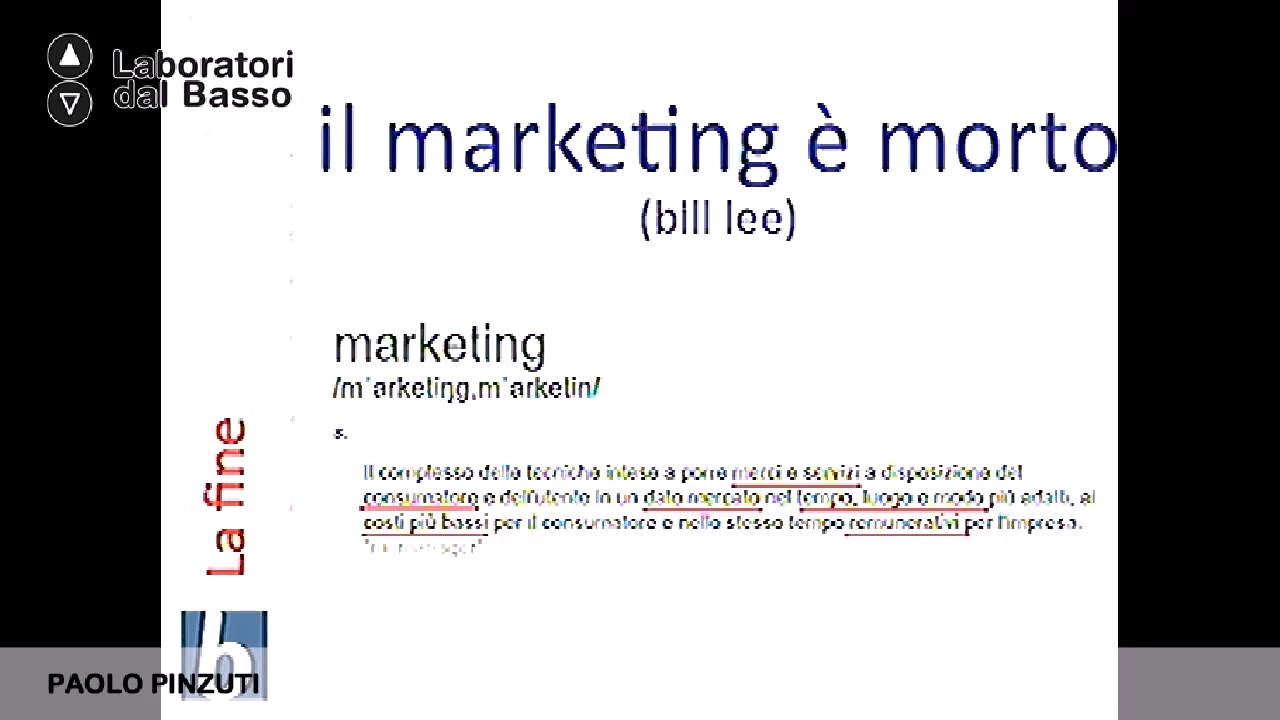 Laboratori
dal Basso
il marketing è morto
(bill lee)
marketing
/mˈarketiŋg,mˈarketin/
s.
Il complesso delle tecniche intese a porre merci e servizi a disposizione del
consumatore e dell'utente in un dato mercato nel tempo, luogo e modo più adatti, ai
costi più bassi per il consumatore e nello stesso tempo remunerativi per l'impresa.
La fine
b
PAOLO PINZUTI